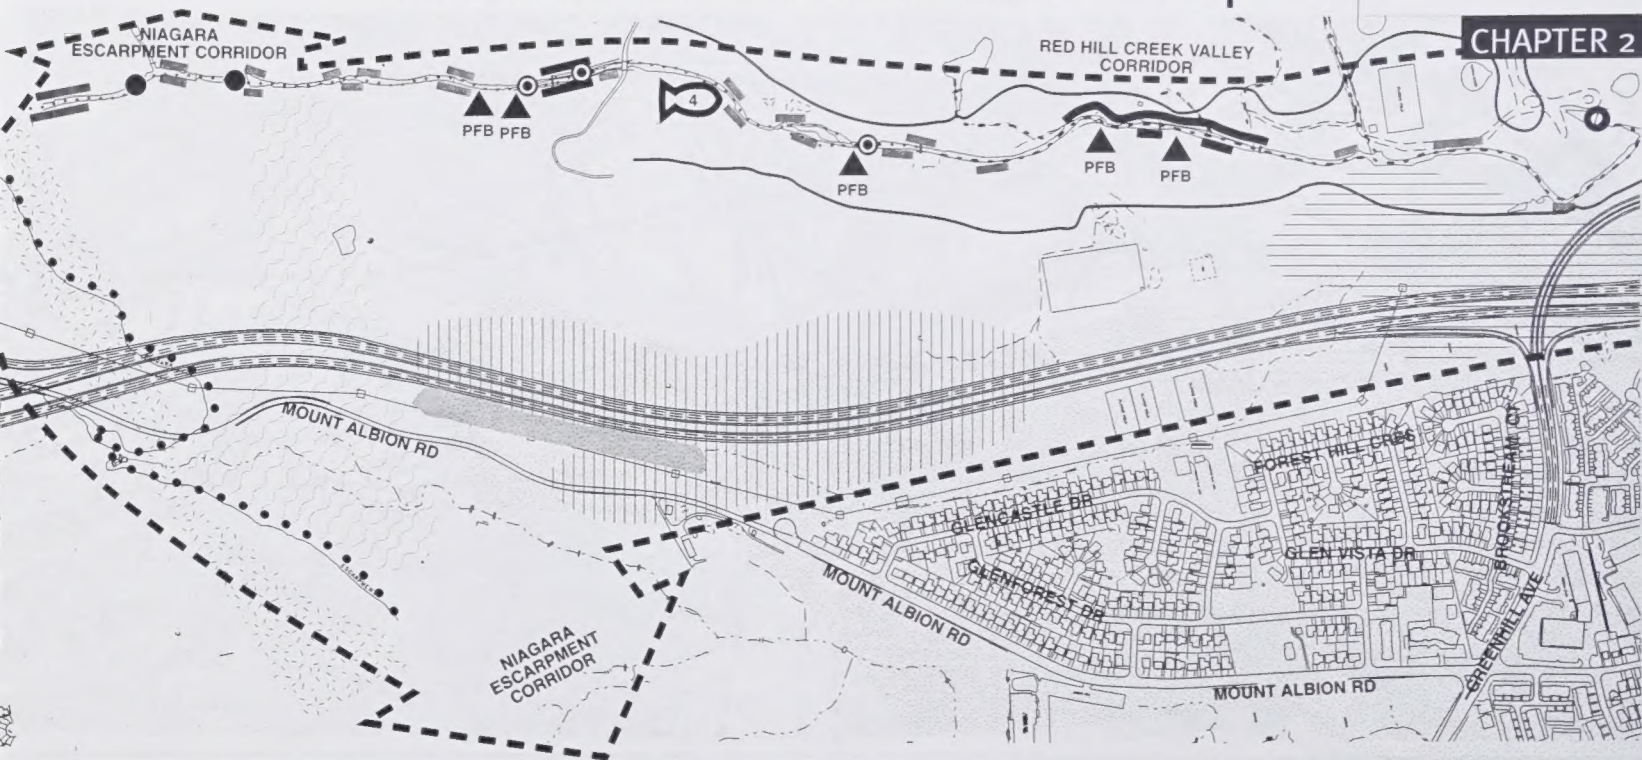 CHAPTER 2
NIAGARA
ESCARPMENT CORRIDOR
RED HILL CREEK VALLEY
CORRIDOR
4
PFB
PFB
PFB
PFB
PFB
MOUNT ALBION RD
FOREST HILL CRES
BROOKSTREAM CT
GLENCASTLE DR
GLEN VISTA DR
GLENFOREST DR
MOUNT ALBION RD
GREENHILL AVE
ESCARPMENT
NIAGARA
ESCARPMENT
CORRIDOR
MOUNT ALBION RD